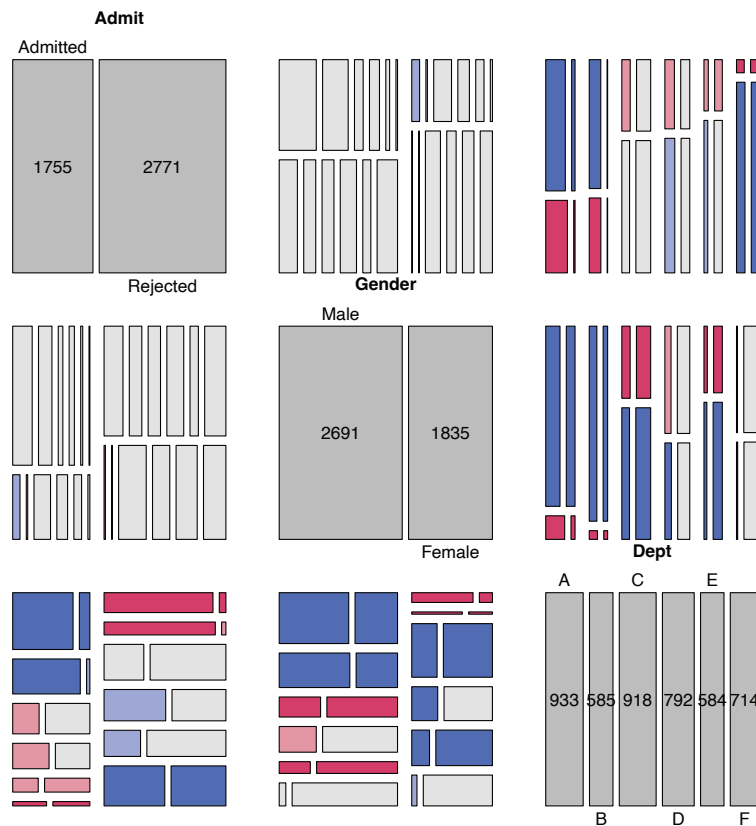 Admit
Admitted
1755 2771
Rejected
Gender
Male
2691 1835
Female
Dept
A C E
933 585 918 792 584 714
B D F